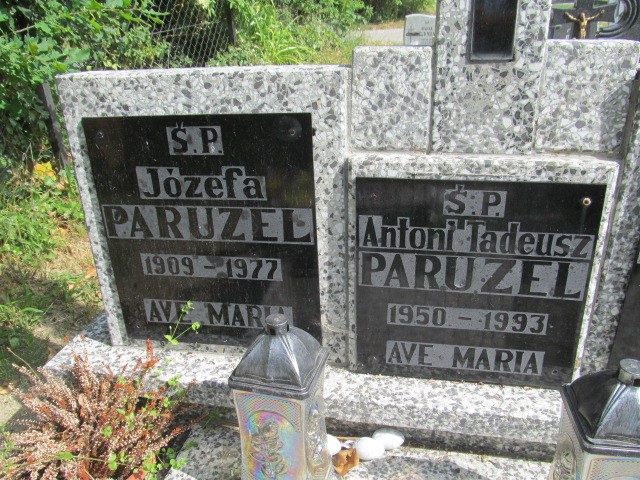 Ś.P.
Józefa
PARUZEL
1909 - 1977
AVE MARIA
Ś.P.
Antoni Tadeusz
PARUZEL
1950 - 1993
AVE MARIA